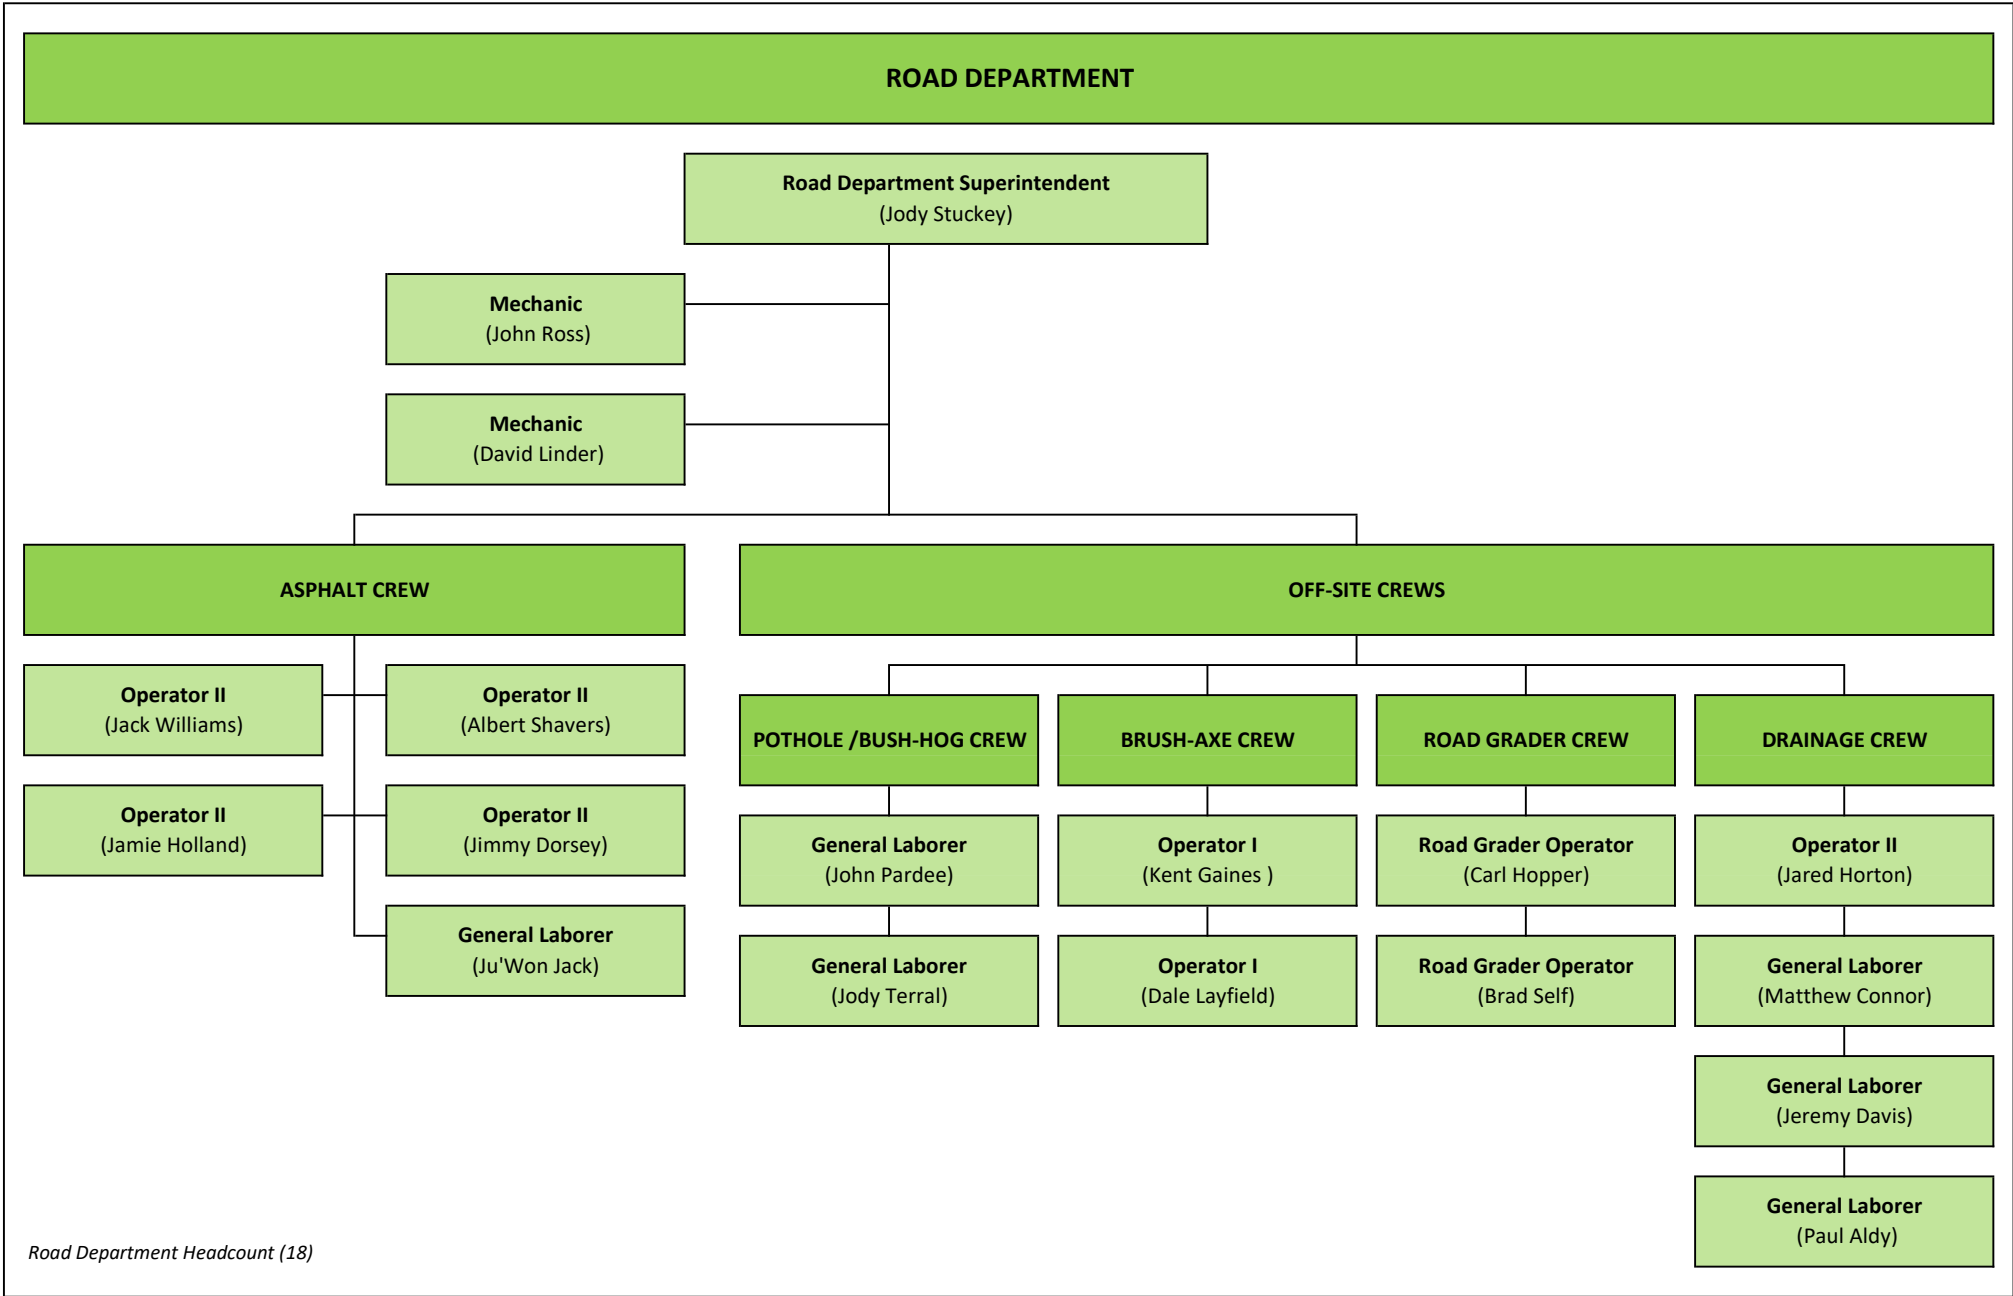 ROAD DEPARTMENT
Road Department Superintendent
(Jody Stuckey)
Mechanic
(John Ross)
Mechanic
(David Linder)
ASPHALT CREW
Operator II
(Jack Williams)
Operator II
(Albert Shavers)
Operator II
(Jamie Holland)
Operator II
(Jimmy Dorsey)
General Laborer
(Ju'Won Jack)
OFF-SITE CREWS
POTHOLE /BUSH-HOG CREW
General Laborer
(John Pardee)
General Laborer
(Jody Terral)
BRUSH-AXE CREW
Operator I
(Kent Gaines )
Operator I
(Dale Layfield)
ROAD GRADER CREW
Road Grader Operator
(Carl Hopper)
Road Grader Operator
(Brad Self)
DRAINAGE CREW
Operator II
(Jared Horton)
General Laborer
(Matthew Connor)
General Laborer
(Jeremy Davis)
General Laborer
(Paul Aldy)
Road Department Headcount (18)